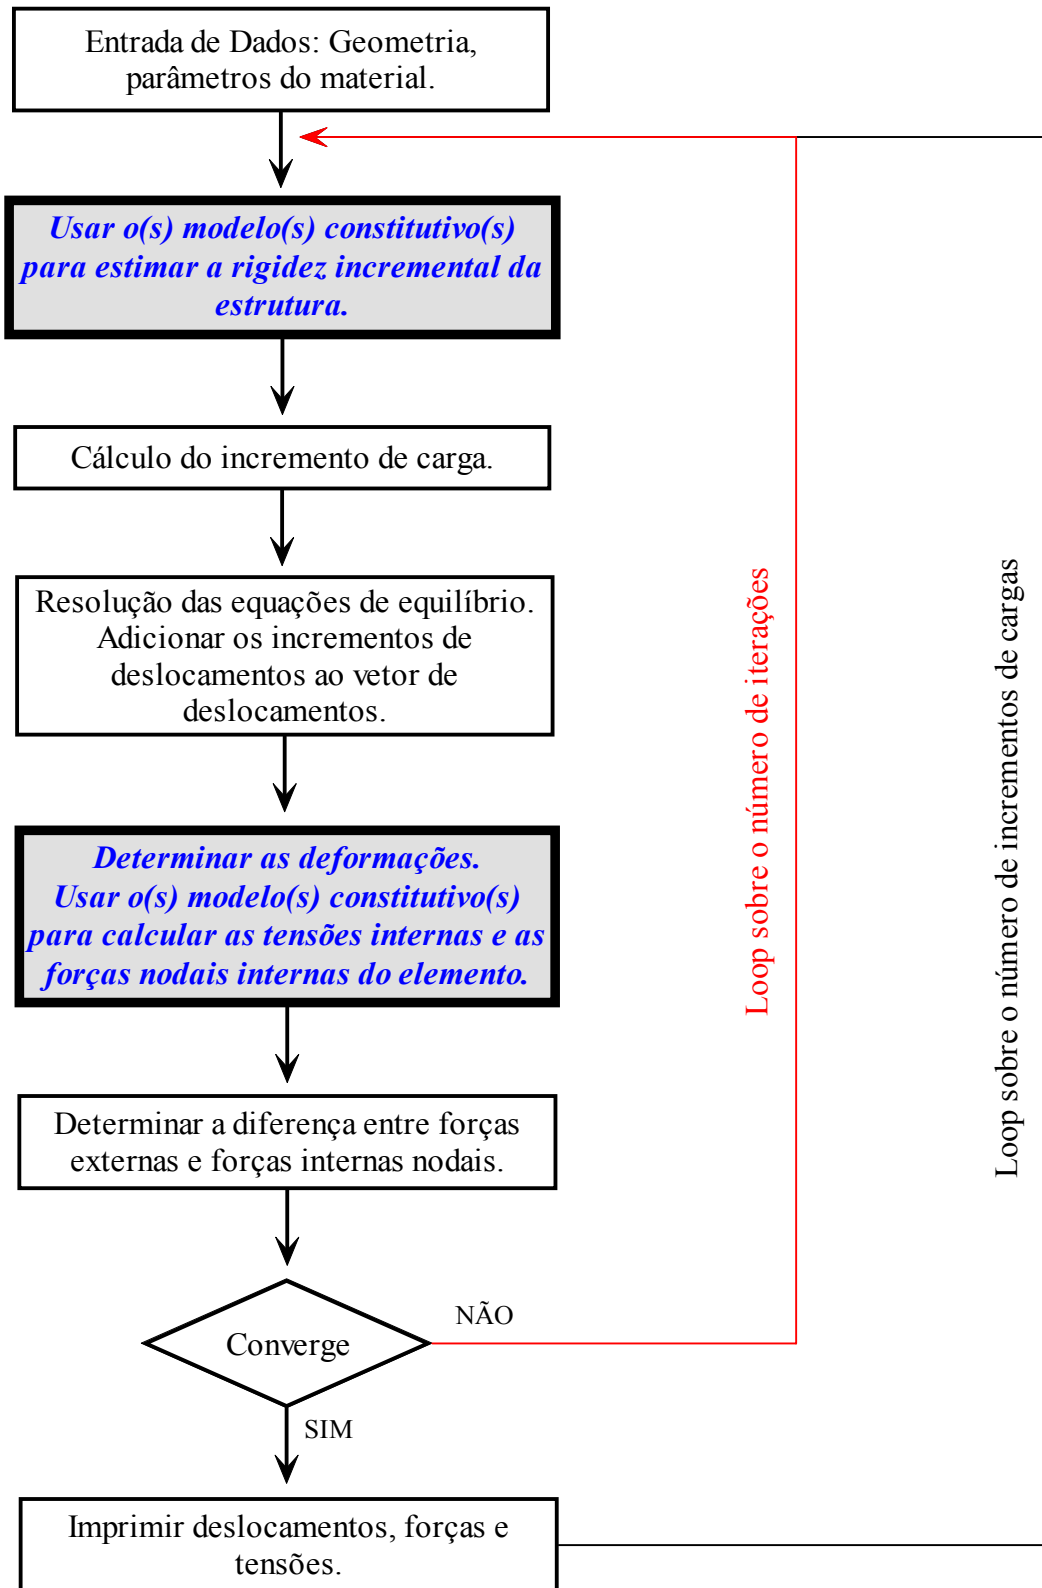 Entrada de Dados: Geometria,
parâmetros do material.
Usar o(s) modelo(s) constitutivo(s)
para estimar a rigidez incremental da
estrutura.
Cálculo do incremento de carga.
Resolução das equações de equilíbrio.
Adicionar os incrementos de
deslocamentos ao vetor de
deslocamentos.
Determinar as deformações.
Usar o(s) modelo(s) constitutivo(s)
para calcular as tensões internas e as
forças nodais internas do elemento.
Determinar a diferença entre forças
externas e forças internas nodais.
Converge
NÃO
SIM
Imprimir deslocamentos, forças e
tensões.
Loop sobre o número de iterações
Loop sobre o número de incrementos de cargas